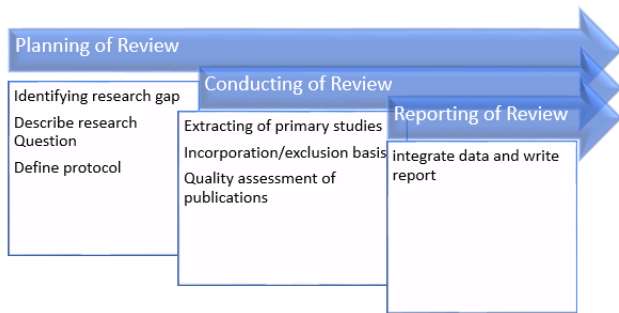 Planning of Review
Identifying research gap
Describe research
Question
Define protocol
Conducting of Review
Extracting of primary studies
Incorporation/exclusion basis
Quality assessment of
publications
Reporting of Review
integrate data and write
report